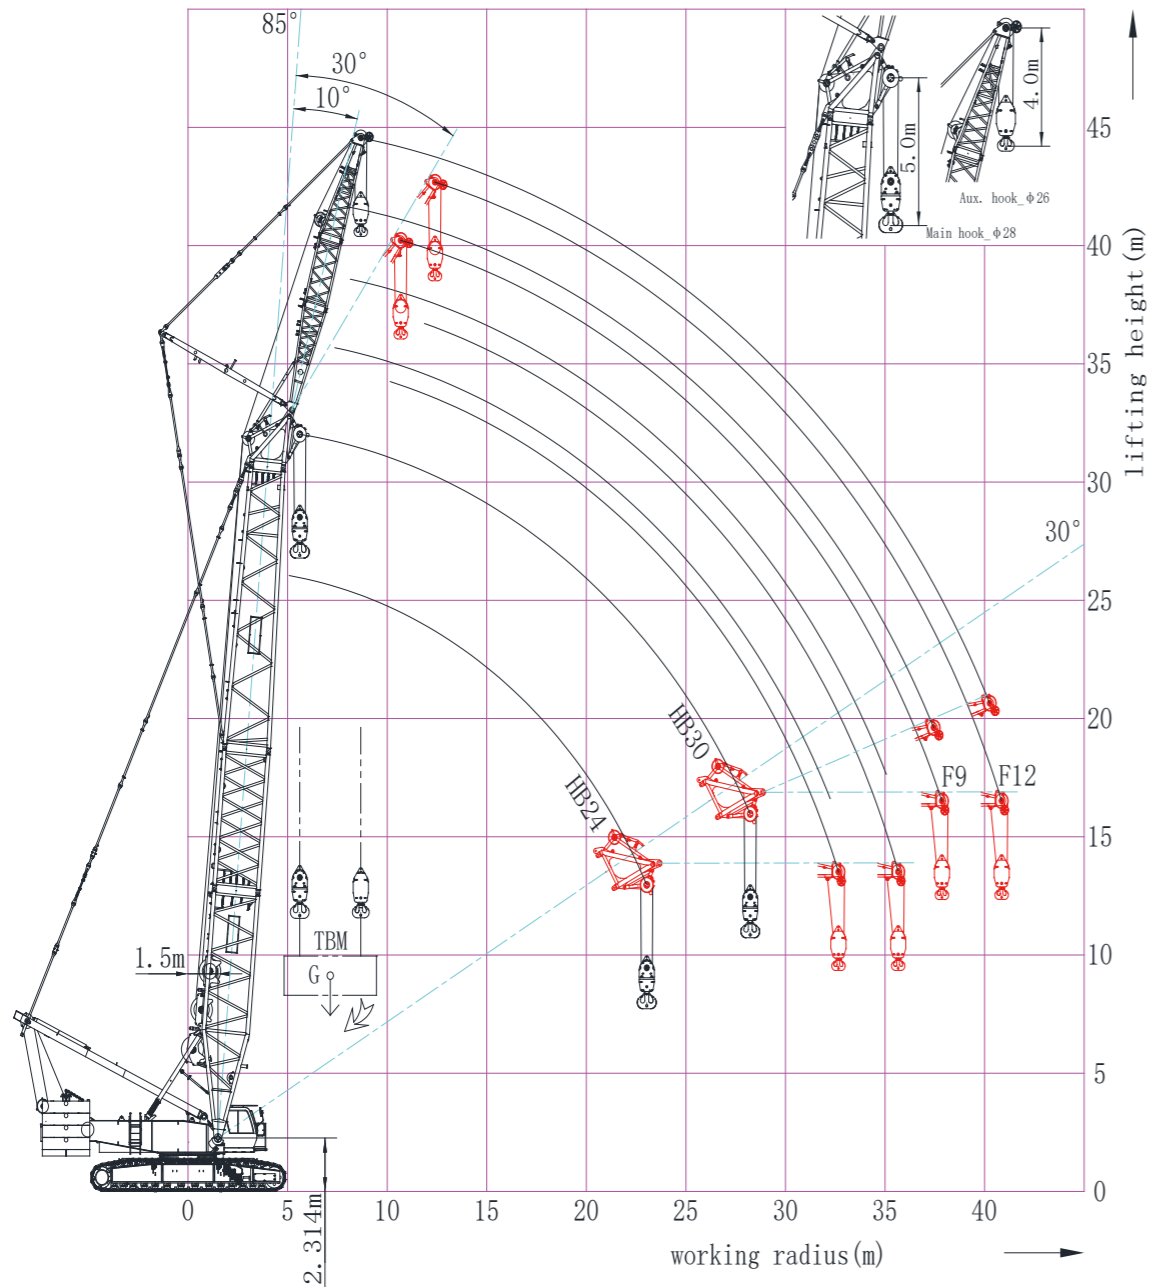 85°
30°
10°
5.0m
4.0m
Aux. hook_φ26
Main hook_φ28
45
40
35
30
25
20
15
10
5
0
lifting height(m)
30°
HB30
HB24
F9
F12
TBM
G
1.5m
2.314m
0 5 10 15 20 25 30 35 40
working radius(m)